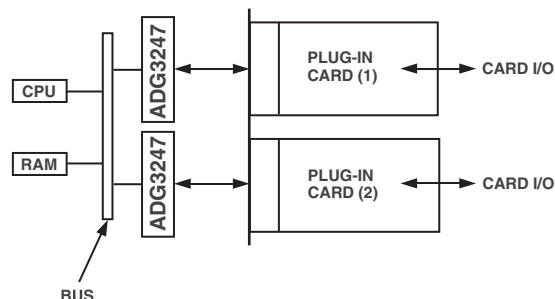 CPU
RAM
BUS
ADG3247
ADG3247
PLUG-IN
CARD (1)
CARD I/O
PLUG-IN
CARD (2)
CARD I/O